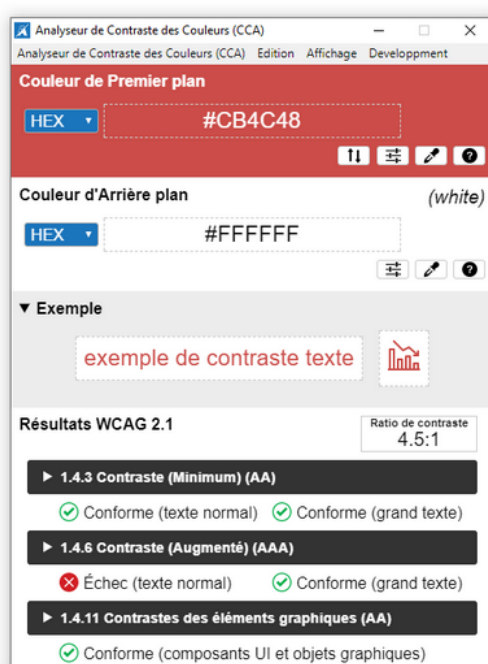 Analyseur de Contraste des Couleurs (CCA)
Analyseur de Contraste des Couleurs (CCA) Edition Affichage Developpment
Couleur de Premier plan
HEX #CB4C48
Couleur d'Arrière plan (white)
HEX #FFFFFF
Exemple
exemple de contraste texte
Résultats WCAG 2.1 Ratio de contraste
4.5:1
1.4.3 Contraste (Minimum) (AA)
Conforme (texte normal) Conforme (grand texte)
1.4.6 Contraste (Augmenté) (AAA)
Échec (texte normal) Conforme (grand texte)
1.4.11 Contrastes des éléments graphiques (AA)
Conforme (composants UI et objets graphiques)